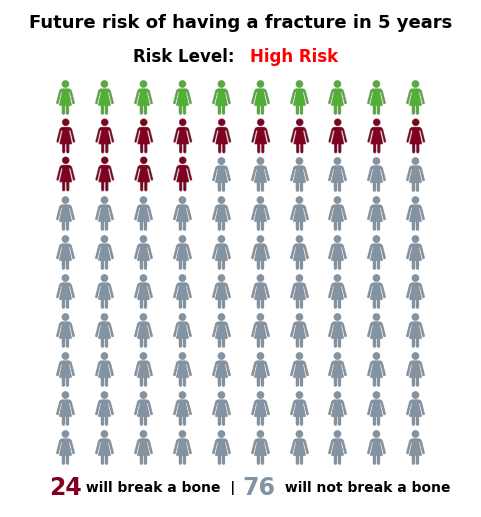 Future risk of having a fracture in 5 years
Risk Level: High Risk
24 will break a bone | 76 will not break a bone